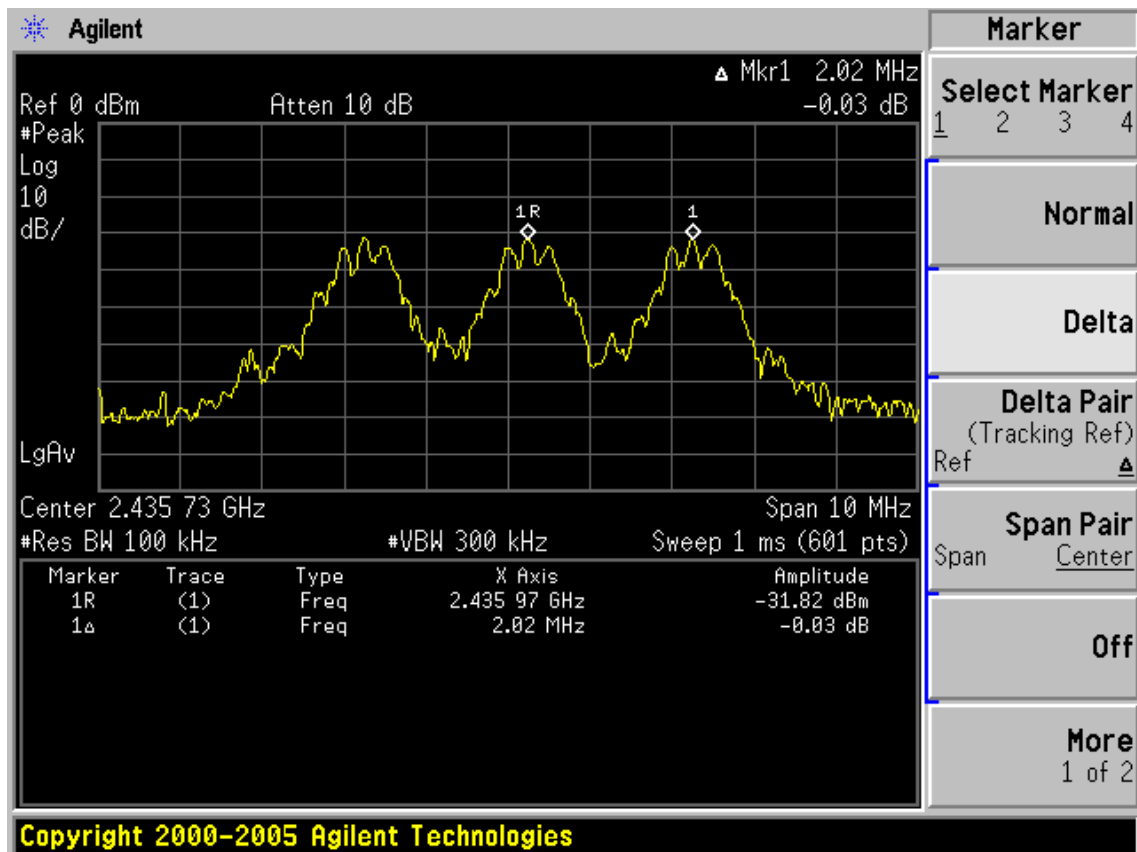 Agilent
Marker
Δ Mkr1 2.02 MHz
Ref 0 dBm Atten 10 dB -0.03 dB
#Peak
Log
10
dB/
1R 1
LgAv
Center 2.435 73 GHz Span 10 MHz
#Res BW 100 kHz #VBW 300 kHz Sweep 1 ms (601 pts)
Marker Trace Type X Axis Amplitude
1R (1) Freq 2.435 97 GHz -31.82 dBm
1Δ (1) Freq 2.02 MHz -0.03 dB
Select Marker
1 2 3 4
Normal
Delta
Delta Pair
(Tracking Ref)
Ref Δ
Span Pair
Span Center
Off
More
1 of 2
Copyright 2000-2005 Agilent Technologies